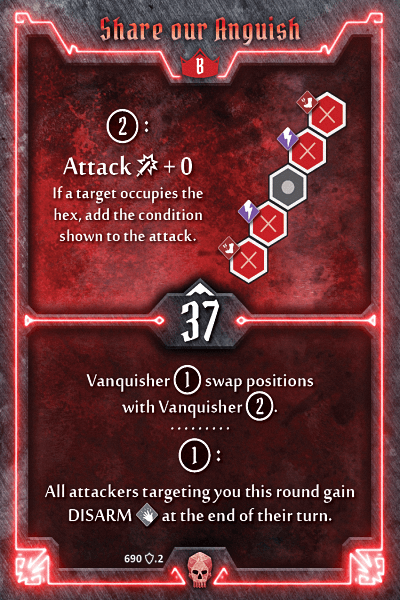 Share our Anguish
B
2 :
Attack + 0
If a target occupies the
hex, add the condition
shown to the attack.
37
Vanquisher 1 swap positions
with Vanquisher 2.
.........
1 :
All attackers targeting you this round gain
DISARM at the end of their turn.
690 .2